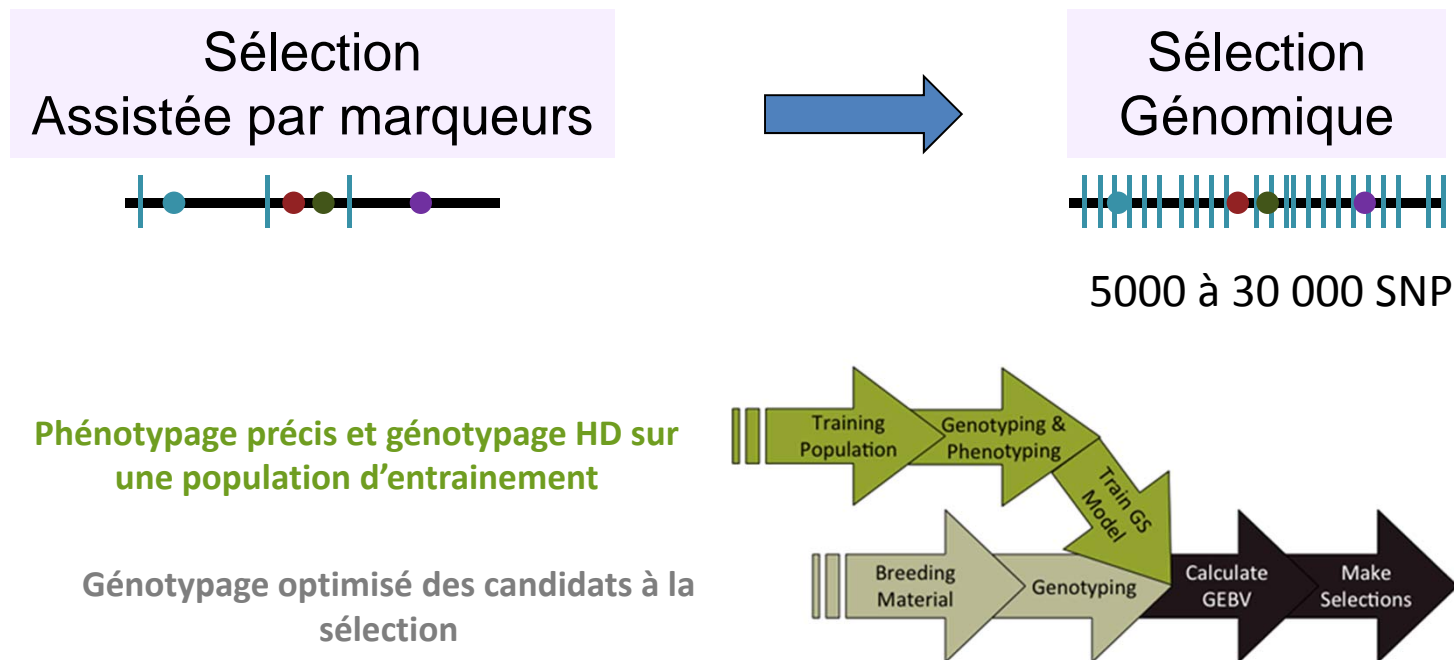 Sélection
Assistée par marqueurs
Sélection
Génomique
5000 à 30 000 SNP
Phénotypage précis et génotypage HD sur
une population d'entrainement
Génotypage optimisé des candidats à la
sélection
Training
Population
Genotyping &
Phenotyping
Train GS
Model
Breeding
Material
Genotyping
Calculate
GEBV
Make
Selections